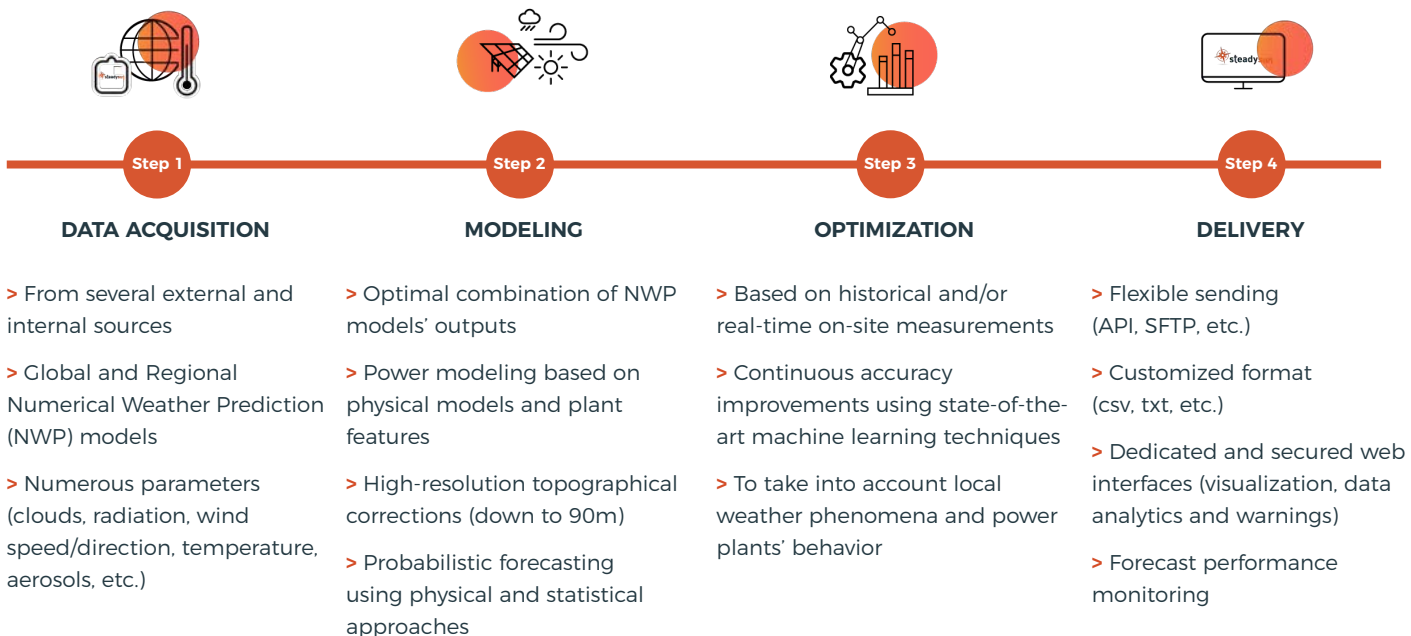 steadysun
steadysun
Step 1
Step 2
Step 3
Step 4
DATA ACQUISITION
MODELING
OPTIMIZATION
DELIVERY
> From several external and
internal sources
> Global and Regional
Numerical Weather Prediction
(NWP) models
> Numerous parameters
(clouds, radiation, wind
speed/direction, temperature,
aerosols, etc.)
> Optimal combination of NWP
models’ outputs
> Power modeling based on
physical models and plant
features
> High-resolution topographical
corrections (down to 90m)
> Probabilistic forecasting
using physical and statistical
approaches
> Based on historical and/or
real-time on-site measurements
> Continuous accuracy
improvements using state-of-the-
art machine learning techniques
> To take into account local
weather phenomena and power
plants’ behavior
> Flexible sending
(API, SFTP, etc.)
> Customized format
(csv, txt, etc.)
> Dedicated and secured web
interfaces (visualization, data
analytics and warnings)
> Forecast performance
monitoring